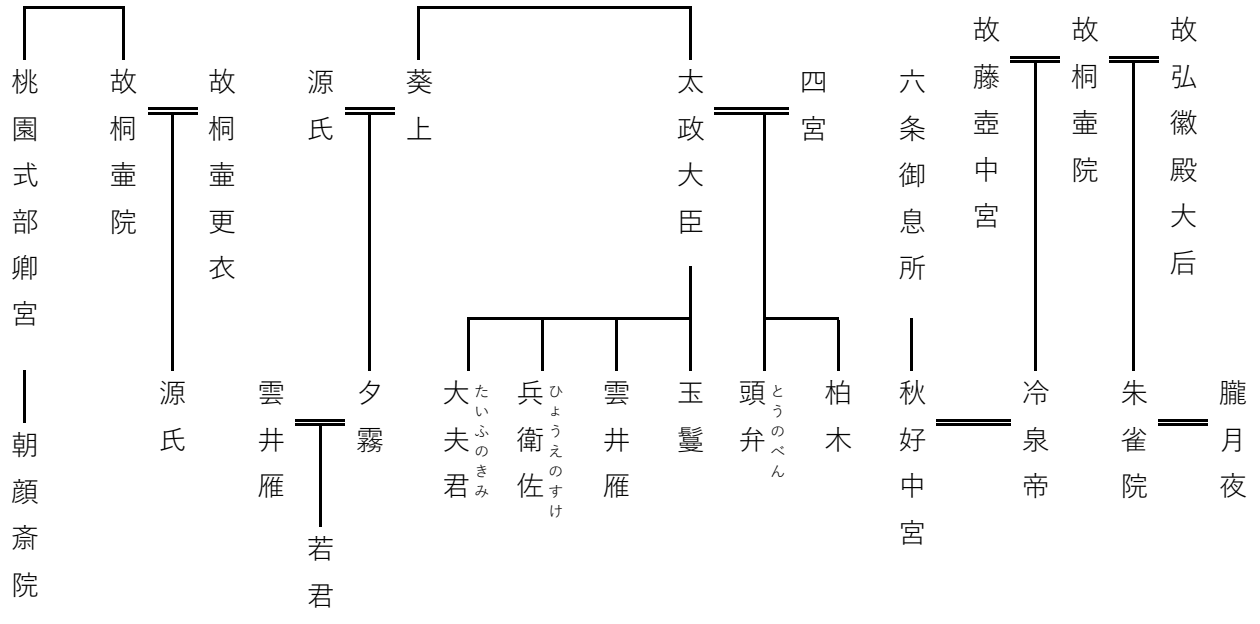 故弘徽殿大后
故桐壷院
故藤壺中宮
六条御息所
四宮
太政大臣
葵上
源氏
故桐壷更衣
故桐壷院
桃園式部卿宮
朧月夜
朱雀院
冷泉帝
秋好中宮
柏木
頭弁
とうのべん
玉鬘
雲井雁
兵衛佐
ひょうえのすけ
大夫君
たいふのきみ
夕霧
雲井雁
源氏
朝顔斎院
若君